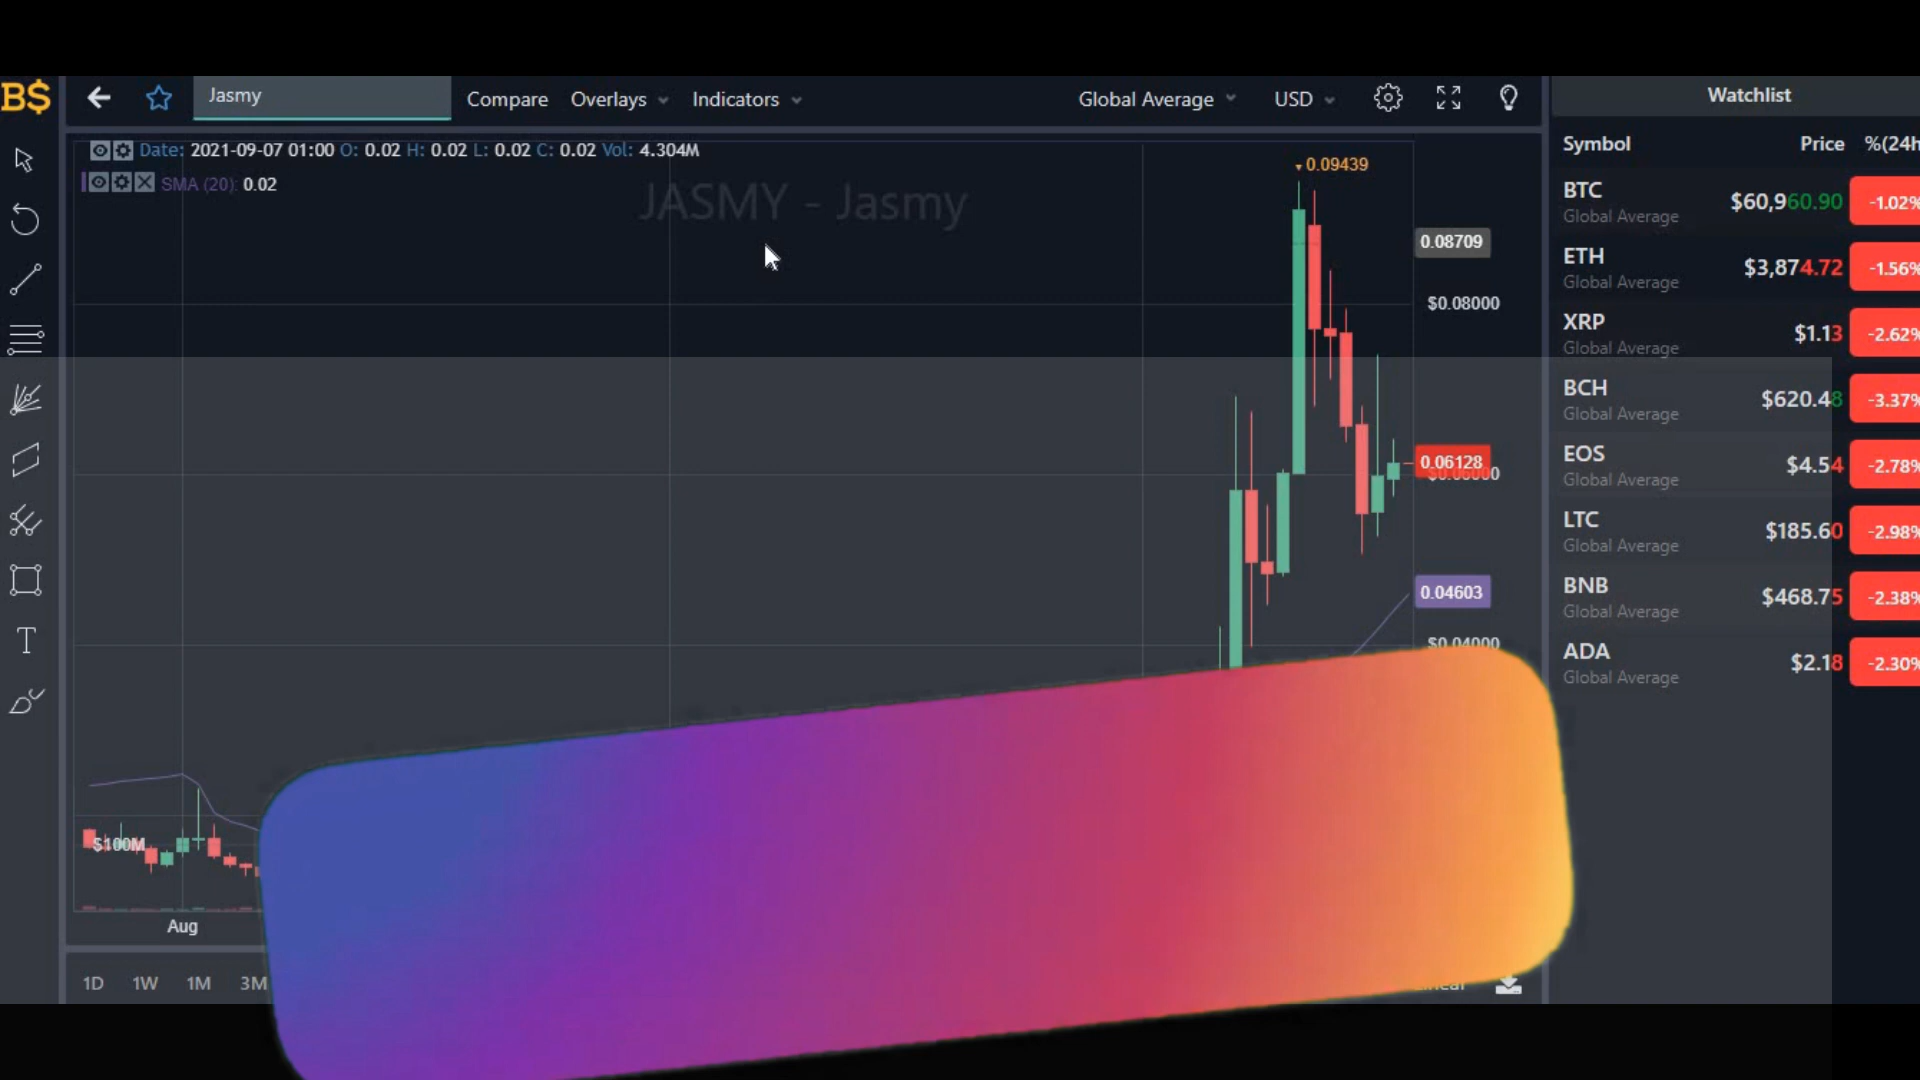 B$
Jasmy
Compare
Overlays
Indicators
Global Average
USD
Watchlist
Date: 2021-09-07 01:00 O: 0.02 H: 0.02 L: 0.02 C: 0.02 Vol: 4.304M
SMA (20): 0.02
JASMY - Jasmy
0.09439
0.08709
$0.08000
0.06128
$0.06000
0.04603
$0.04000
$100M
Aug
1D 1W 1M 3M
Symbol Price %(24h
BTC $60,960.90 -1.02%
Global Average
ETH $3,874.72 -1.56%
Global Average
XRP $1.13 -2.62%
Global Average
BCH $620.48 -3.37%
Global Average
EOS $4.54 -2.78%
Global Average
LTC $185.60 -2.98%
Global Average
BNB $468.75 -2.38%
Global Average
ADA $2.18 -2.30%
Global Average